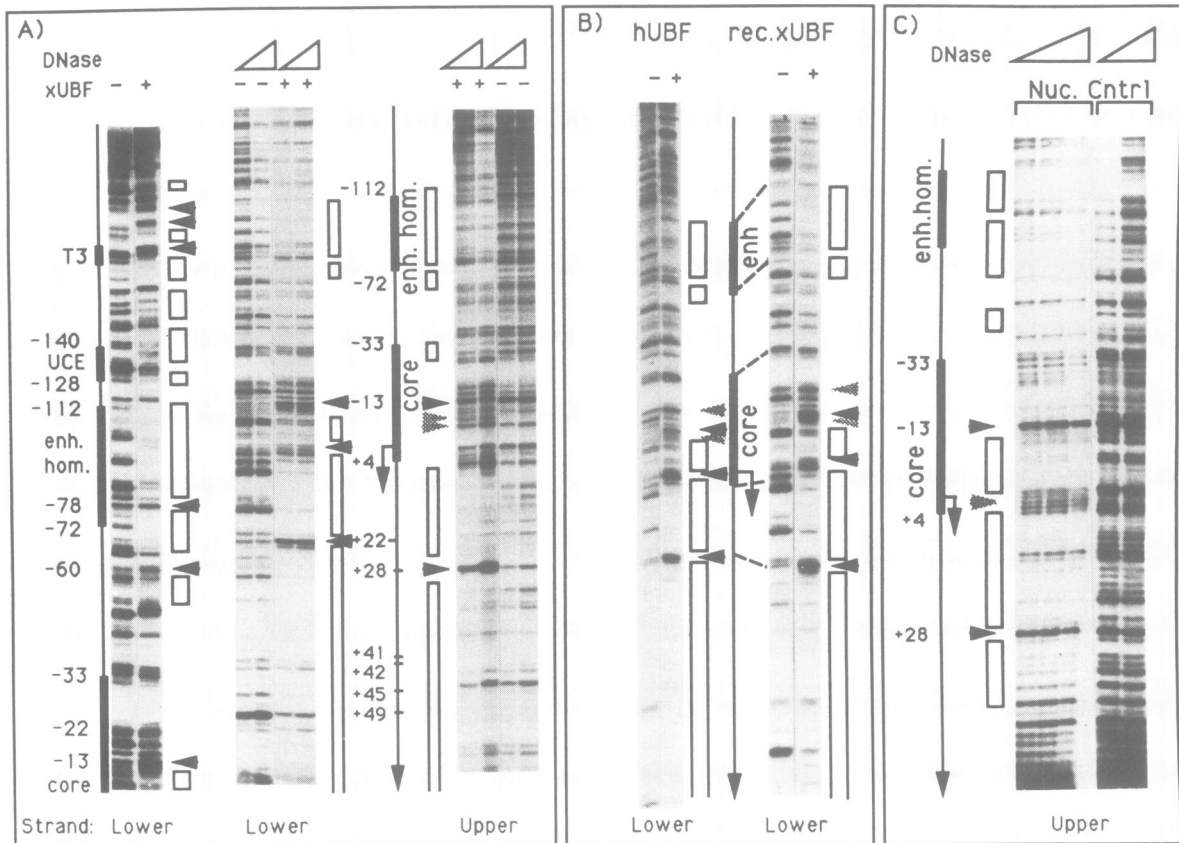 A)
DNase
xUBF
- +
- - + +
+ + - -
T3
-140
UCE
-128
-112
enh.
hom.
-78
-72
-60
-33
-22
-13
core
-112
enh. hom.
-72
-33
core
-13
+4
+22
+28
+41
+42
+45
+49
Strand: Lower Lower Upper
B)
hUBF rec.xUBF
- + - +
enh
core
Lower Lower
C)
DNase
Nuc. Cntrl
enh.hom.
-33
-13
core
+4
+28
Upper